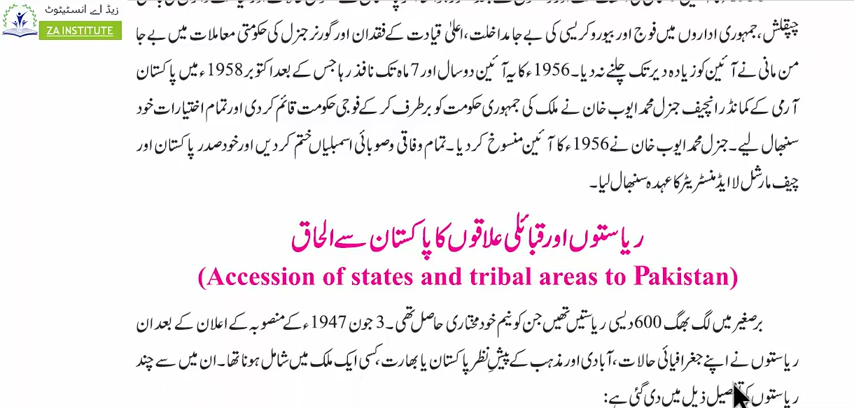 زیڈ اے انسٹیٹیوٹ
ZA INSTITUTE
چپقلش، جمہوری اداروں میں فوج اور بیوروکریسی کی بے جا مداخلت، اعلیٰ قیادت کے فقدان اور گورنر جنرل کی حکومتی معاملات میں بے جا
من مانی نے آئین کو زیادہ دیر تک چلنے نہ دیا۔ 1956ء کا یہ آئین دو سال اور 7 ماہ تک نافذ رہا جس کے بعد اکتوبر 1958ء میں پاکستان
آرمی کے کمانڈر انچیف جنرل محمد ایوب خان نے ملک کی جمہوری حکومت کو برطرف کر کے فوجی حکومت قائم کر دی اور تمام اختیارات خود
سنبھال لیے۔ جنرل محمد ایوب خان نے 1956ء کا آئین منسوخ کر دیا۔ تمام وفاقی و صوبائی اسمبلیاں ختم کر دیں اور خود صدر پاکستان اور
چیف مارشل لا ایڈمنسٹریٹر کا عہدہ سنبھال لیا۔
ریاستوں اور قبائلی علاقوں کا پاکستان سے الحاق
(Accession of states and tribal areas to Pakistan)
برصغیر میں لگ بھگ 600 دیسی ریاستیں تھیں جن کو نیم خود مختاری حاصل تھی۔ 3 جون 1947ء کے منصوبہ کے اعلان کے بعد ان
ریاستوں نے اپنے جغرافیائی حالات، آبادی اور مذہب کے پیشِ نظر پاکستان یا بھارت، کسی ایک ملک میں شامل ہونا تھا۔ ان میں سے چند
ریاستوں کی تفصیل ذیل میں دی گئی ہے: